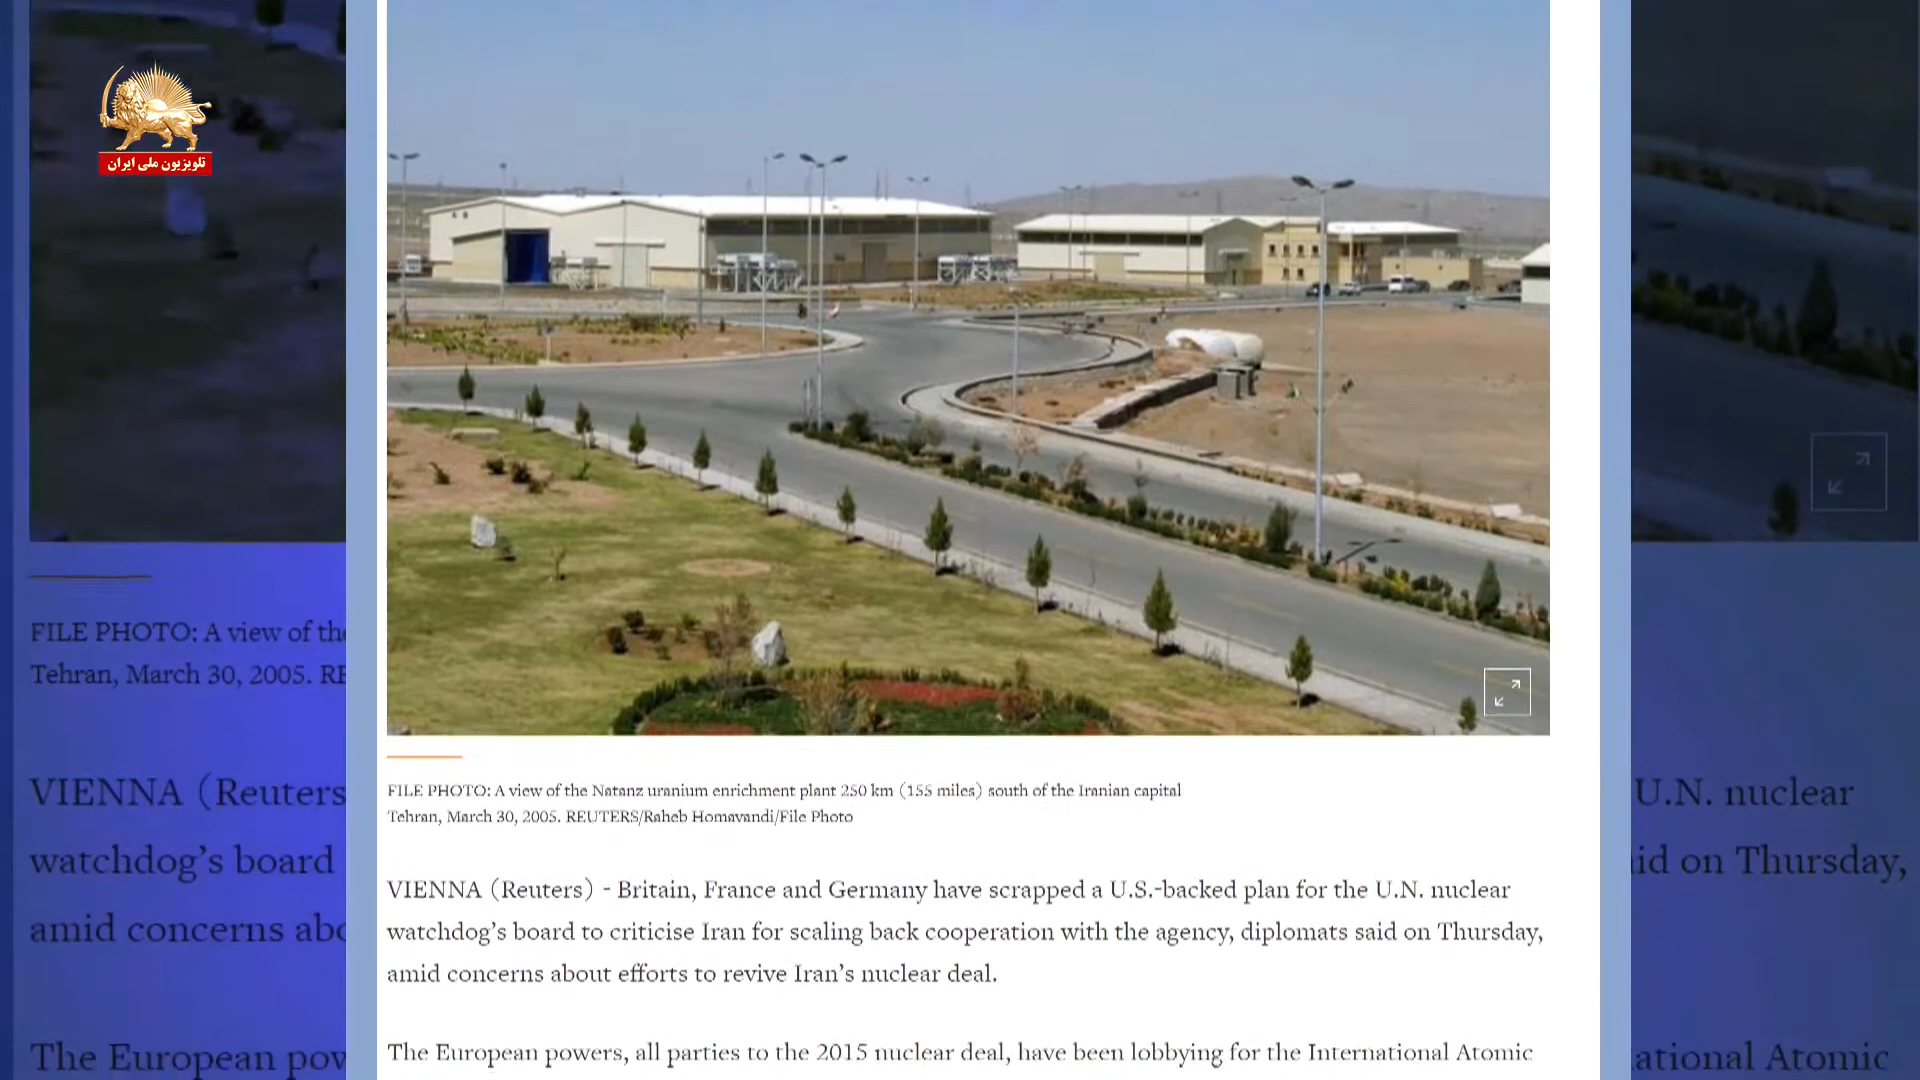 تلویزیون ملی ایران
FILE PHOTO: A view of the Natanz uranium enrichment plant 250 km (155 miles) south of the Iranian capital
Tehran, March 30, 2005. REUTERS/Raheb Homavandi/File Photo
VIENNA (Reuters) - Britain, France and Germany have scrapped a U.S.-backed plan for the U.N. nuclear
watchdog’s board to criticise Iran for scaling back cooperation with the agency, diplomats said on Thursday,
amid concerns about efforts to revive Iran’s nuclear deal.
The European powers, all parties to the 2015 nuclear deal, have been lobbying for the International Atomic
FILE PHOTO: A view of the
Tehran, March 30, 2005. RE
VIENNA (Reuters
watchdog’s board
amid concerns abo
The European pow
U.N. nuclear
id on Thursday,
ational Atomic